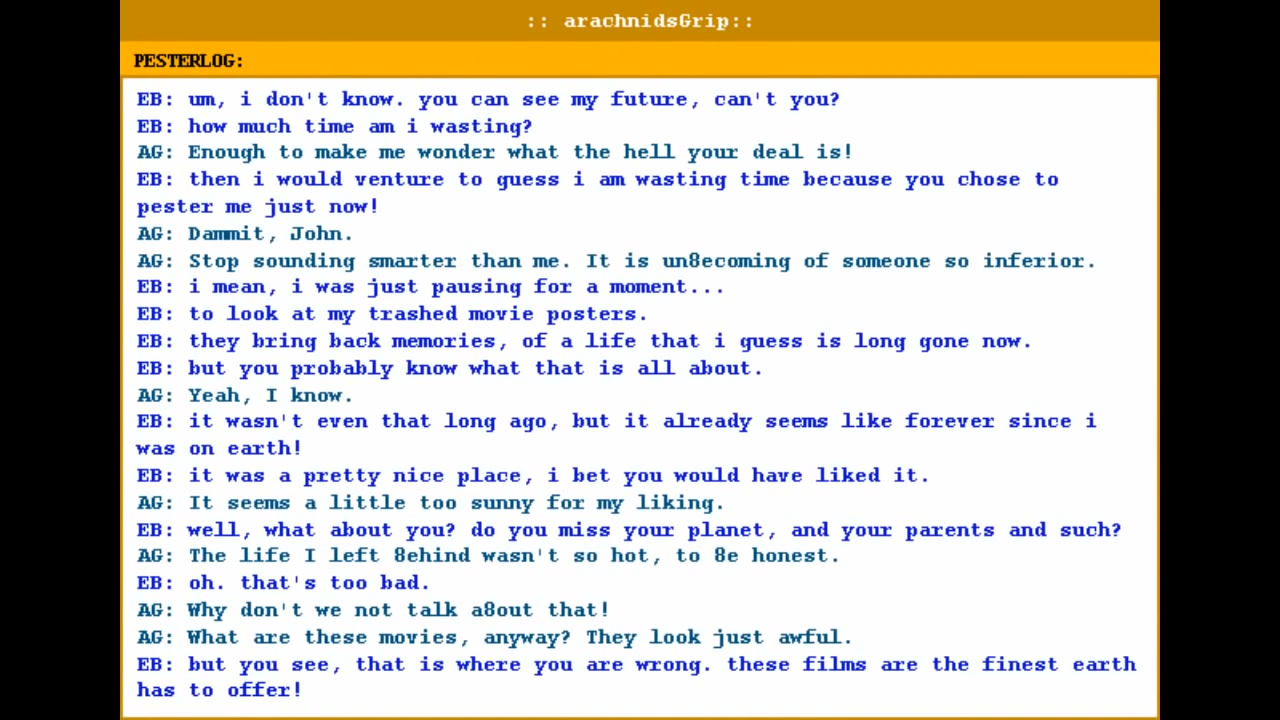 :: arachnidsGrip::
PESTERLOG:
EB: um, i don't know. you can see my future, can't you?
EB: how much time am i wasting?
AG: Enough to make me wonder what the hell your deal is!
EB: then i would venture to guess i am wasting time because you chose to
pester me just now!
AG: Dammit, John.
AG: Stop sounding smarter than me. It is un8ecoming of someone so inferior.
EB: i mean, i was just pausing for a moment...
EB: to look at my trashed movie posters.
EB: they bring back memories, of a life that i guess is long gone now.
EB: but you probably know what that is all about.
AG: Yeah, I know.
EB: it wasn't even that long ago, but it already seems like forever since i
was on earth!
EB: it was a pretty nice place, i bet you would have liked it.
AG: It seems a little too sunny for my liking.
EB: well, what about you? do you miss your planet, and your parents and such?
AG: The life I left 8ehind wasn't so hot, to 8e honest.
EB: oh. that's too bad.
AG: Why don't we not talk a8out that!
AG: What are these movies, anyway? They look just awful.
EB: but you see, that is where you are wrong. these films are the finest earth
has to offer!